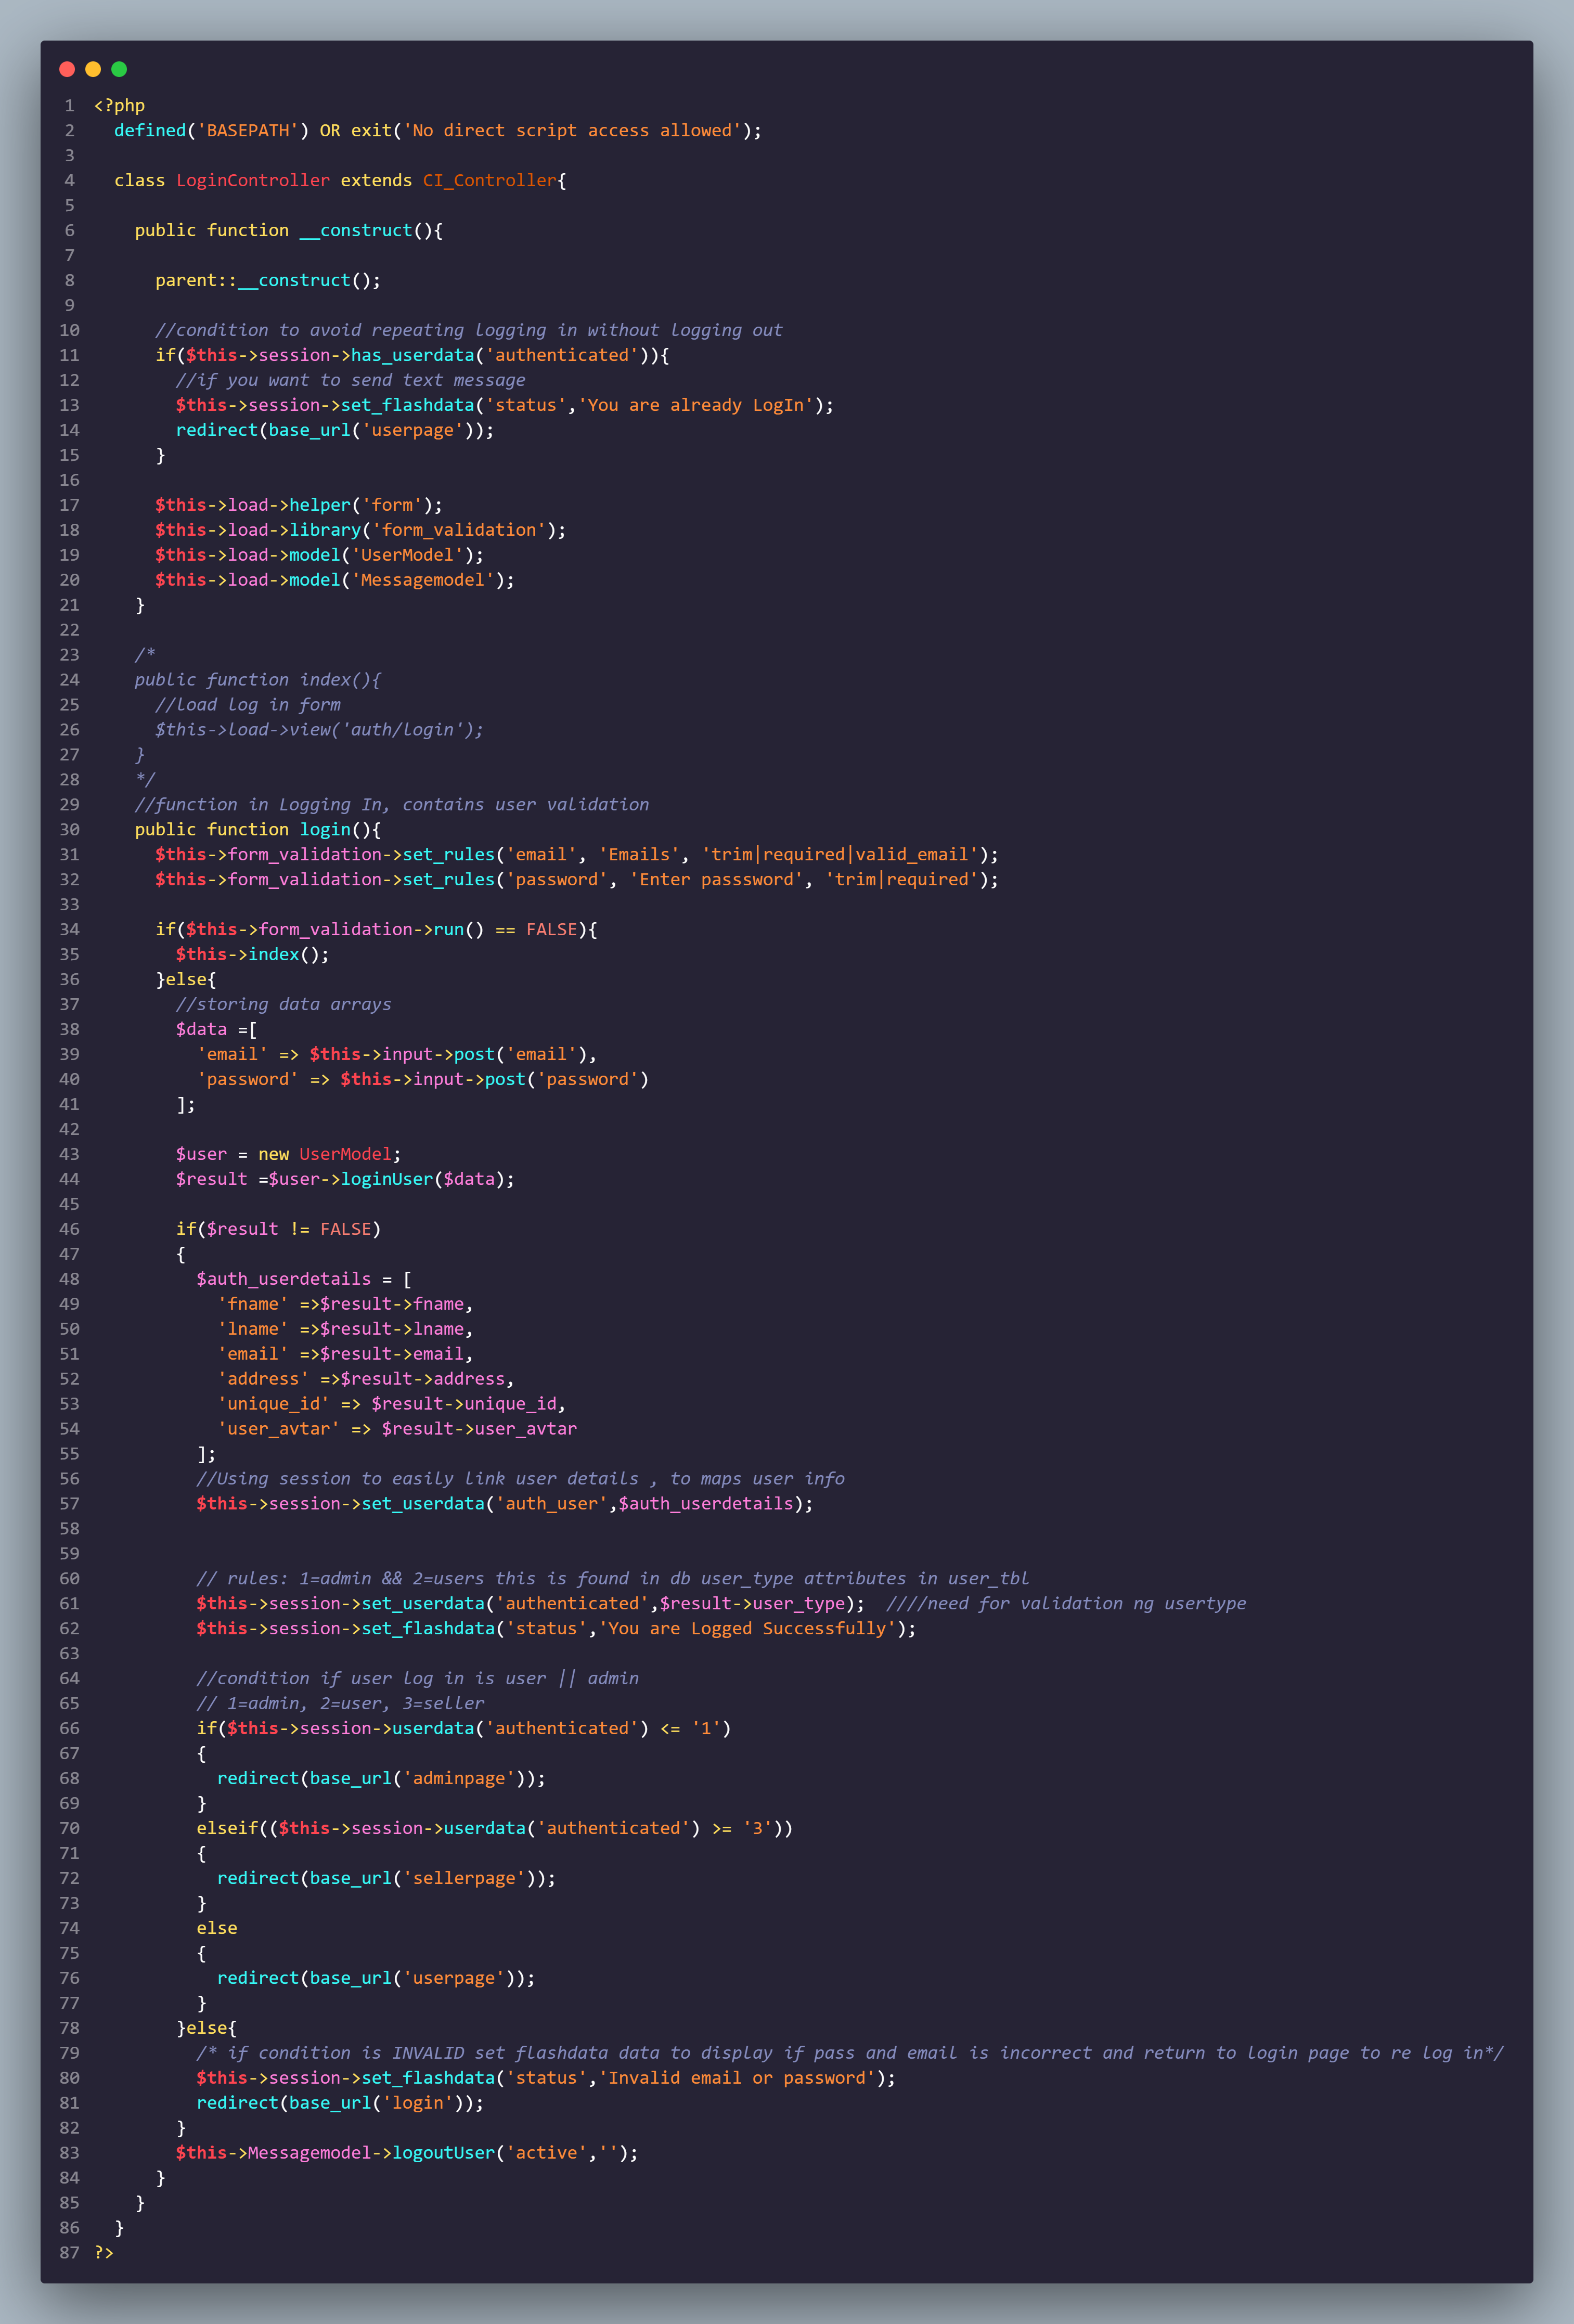 1 <?php
2 defined('BASEPATH') OR exit('No direct script access allowed');
3
4 class LoginController extends CI_Controller{
5
6 public function __construct(){
7
8 parent::__construct();
9
10 //condition to avoid repeating logging in without logging out
11 if($this->session->has_userdata('authenticated')){
12 //if you want to send text message
13 $this->session->set_flashdata('status','You are already LogIn');
14 redirect(base_url('userpage'));
15 }
16
17 $this->load->helper('form');
18 $this->load->library('form_validation');
19 $this->load->model('UserModel');
20 $this->load->model('Messagemodel');
21 }
22
23 /*
24 public function index(){
25 //load log in form
26 $this->load->view('auth/login');
27 }
28 */
29 //function in Logging In, contains user validation
30 public function login(){
31 $this->form_validation->set_rules('email', 'Emails', 'trim|required|valid_email');
32 $this->form_validation->set_rules('password', 'Enter passsword', 'trim|required');
33
34 if($this->form_validation->run() == FALSE){
35 $this->index();
36 }else{
37 //storing data arrays
38 $data =[
39 'email' => $this->input->post('email'),
40 'password' => $this->input->post('password')
41 ];
42
43 $user = new UserModel;
44 $result =$user->loginUser($data);
45
46 if($result != FALSE)
47 {
48 $auth_userdetails = [
49 'fname' =>$result->fname,
50 'lname' =>$result->lname,
51 'email' =>$result->email,
52 'address' =>$result->address,
53 'unique_id' => $result->unique_id,
54 'user_avtar' => $result->user_avtar
55 ];
56 //Using session to easily link user details , to maps user info
57 $this->session->set_userdata('auth_user',$auth_userdetails);
58
59
60 // rules: 1=admin && 2=users this is found in db user_type attributes in user_tbl
61 $this->session->set_userdata('authenticated',$result->user_type); ////need for validation ng usertype
62 $this->session->set_flashdata('status','You are Logged Successfully');
63
64 //condition if user log in is user || admin
65 // 1=admin, 2=user, 3=seller
66 if($this->session->userdata('authenticated') <= '1')
67 {
68 redirect(base_url('adminpage'));
69 }
70 elseif(($this->session->userdata('authenticated') >= '3'))
71 {
72 redirect(base_url('sellerpage'));
73 }
74 else
75 {
76 redirect(base_url('userpage'));
77 }
78 }else{
79 /* if condition is INVALID set flashdata data to display if pass and email is incorrect and return to login page to re log in*/
80 $this->session->set_flashdata('status','Invalid email or password');
81 redirect(base_url('login'));
82 }
83 $this->Messagemodel->logoutUser('active','');
84 }
85 }
86 }
87 ?>